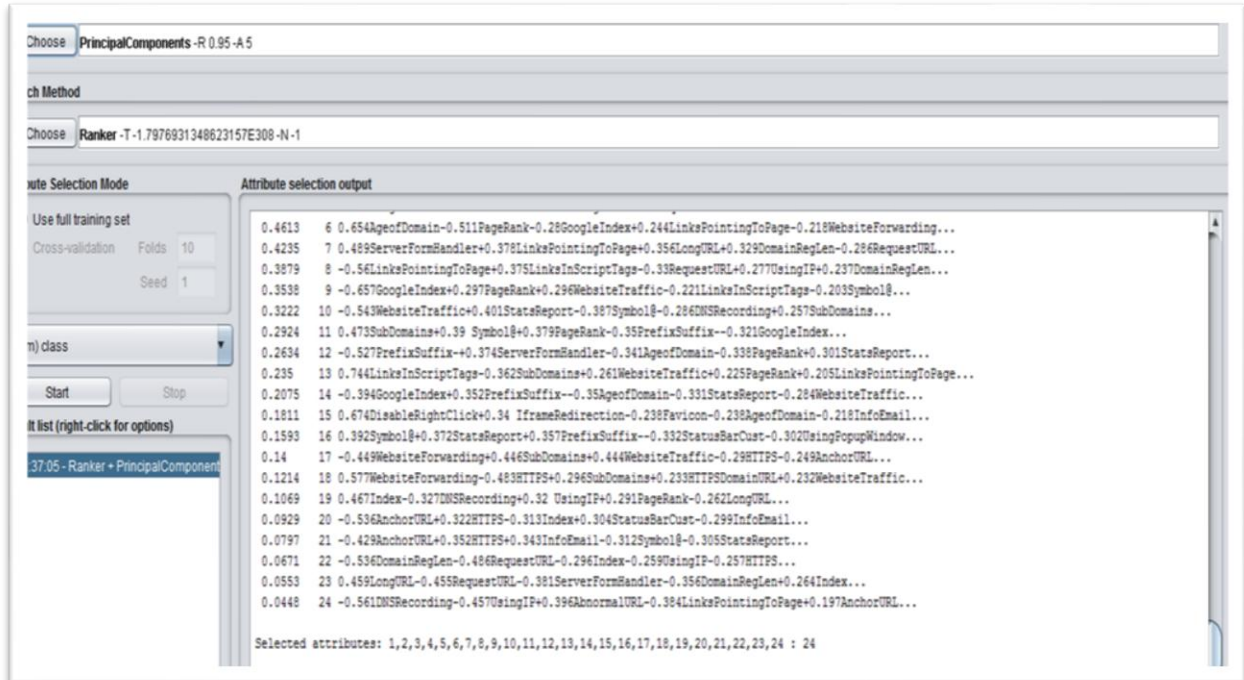 Choose PrincipalComponents -R 0.95 -A 5
ch Method
Choose Ranker -T -1.7976931348623157E308 -N -1
oute Selection Mode
Attribute selection output
Use full training set
Cross-validation Folds 10
Seed 1
m) class
Start Stop
lt list (right-click for options)
:37:05 - Ranker + PrincipalComponent
0.4613 6 0.654AgeofDomain-0.511PageRank-0.28GoogleIndex+0.244LinksPointingToPage-0.218WebsiteForwarding...
0.4235 7 0.489ServerFormHandler+0.378LinksPointingToPage+0.356LongURL+0.329DomainRegLen-0.286RequestURL...
0.3879 8 -0.56LinksPointingToPage+0.375LinksInScriptTags-0.33RequestURL+0.277UsingIP+0.237DomainRegLen...
0.3538 9 -0.657GoogleIndex+0.297PageRank+0.296WebsiteTraffic-0.221LinksInScriptTags-0.203Symbol@...
0.3222 10 -0.543WebsiteTraffic+0.401StatsReport-0.387Symbol@-0.286DNSRecording+0.257SubDomains...
0.2924 11 0.473SubDomains+0.39 Symbol@+0.379PageRank-0.35PrefixSuffix--0.321GoogleIndex...
0.2634 12 -0.527PrefixSuffix-+0.374ServerFormHandler-0.341AgeofDomain-0.338PageRank+0.301StatsReport...
0.235 13 0.744LinksInScriptTags-0.362SubDomains+0.261WebsiteTraffic+0.225PageRank+0.205LinksPointingToPage...
0.2075 14 -0.394GoogleIndex+0.352PrefixSuffix--0.35AgeofDomain-0.331StatsReport-0.284WebsiteTraffic...
0.1811 15 0.674DisableRightClick+0.34 IframeRedirection-0.238Favicon-0.238AgeofDomain-0.218InfoEmail...
0.1593 16 0.392Symbol@+0.372StatsReport+0.357PrefixSuffix--0.332StatusBarCust-0.302UsingPopupWindow...
0.14 17 -0.449WebsiteForwarding+0.446SubDomains+0.444WebsiteTraffic-0.29HTTPS-0.249AnchorURL...
0.1214 18 0.577WebsiteForwarding-0.483HTTPS+0.296SubDomains+0.233HTTPSDomainURL+0.232WebsiteTraffic...
0.1069 19 0.467Index-0.327DNSRecording+0.32 UsingIP+0.291PageRank-0.262LongURL...
0.0929 20 -0.536AnchorURL+0.322HTTPS-0.313Index+0.304StatusBarCust-0.299InfoEmail...
0.0797 21 -0.429AnchorURL+0.352HTTPS+0.343InfoEmail-0.312Symbol@-0.305StatsReport...
0.0671 22 -0.536DomainRegLen-0.486RequestURL-0.296Index-0.259UsingIP-0.257HTTPS...
0.0553 23 0.459LongURL-0.455RequestURL-0.381ServerFormHandler-0.356DomainRegLen+0.264Index...
0.0448 24 -0.561DNSRecording-0.457UsingIP+0.396AbnormalURL-0.384LinksPointingToPage+0.197AnchorURL...
Selected attributes: 1,2,3,4,5,6,7,8,9,10,11,12,13,14,15,16,17,18,19,20,21,22,23,24 : 24